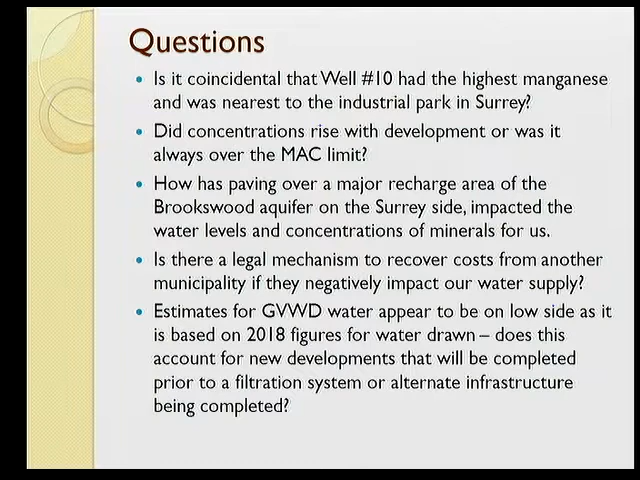 Questions
• Is it coincidental that Well #10 had the highest manganese
and was nearest to the industrial park in Surrey?
• Did concentrations rise with development or was it
always over the MAC limit?
• How has paving over a major recharge area of the
Brookswood aquifer on the Surrey side, impacted the
water levels and concentrations of minerals for us.
• Is there a legal mechanism to recover costs from another
municipality if they negatively impact our water supply?
• Estimates for GVWD water appear to be on low side as it
is based on 2018 figures for water drawn – does this
account for new developments that will be completed
prior to a filtration system or alternate infrastructure
being completed?